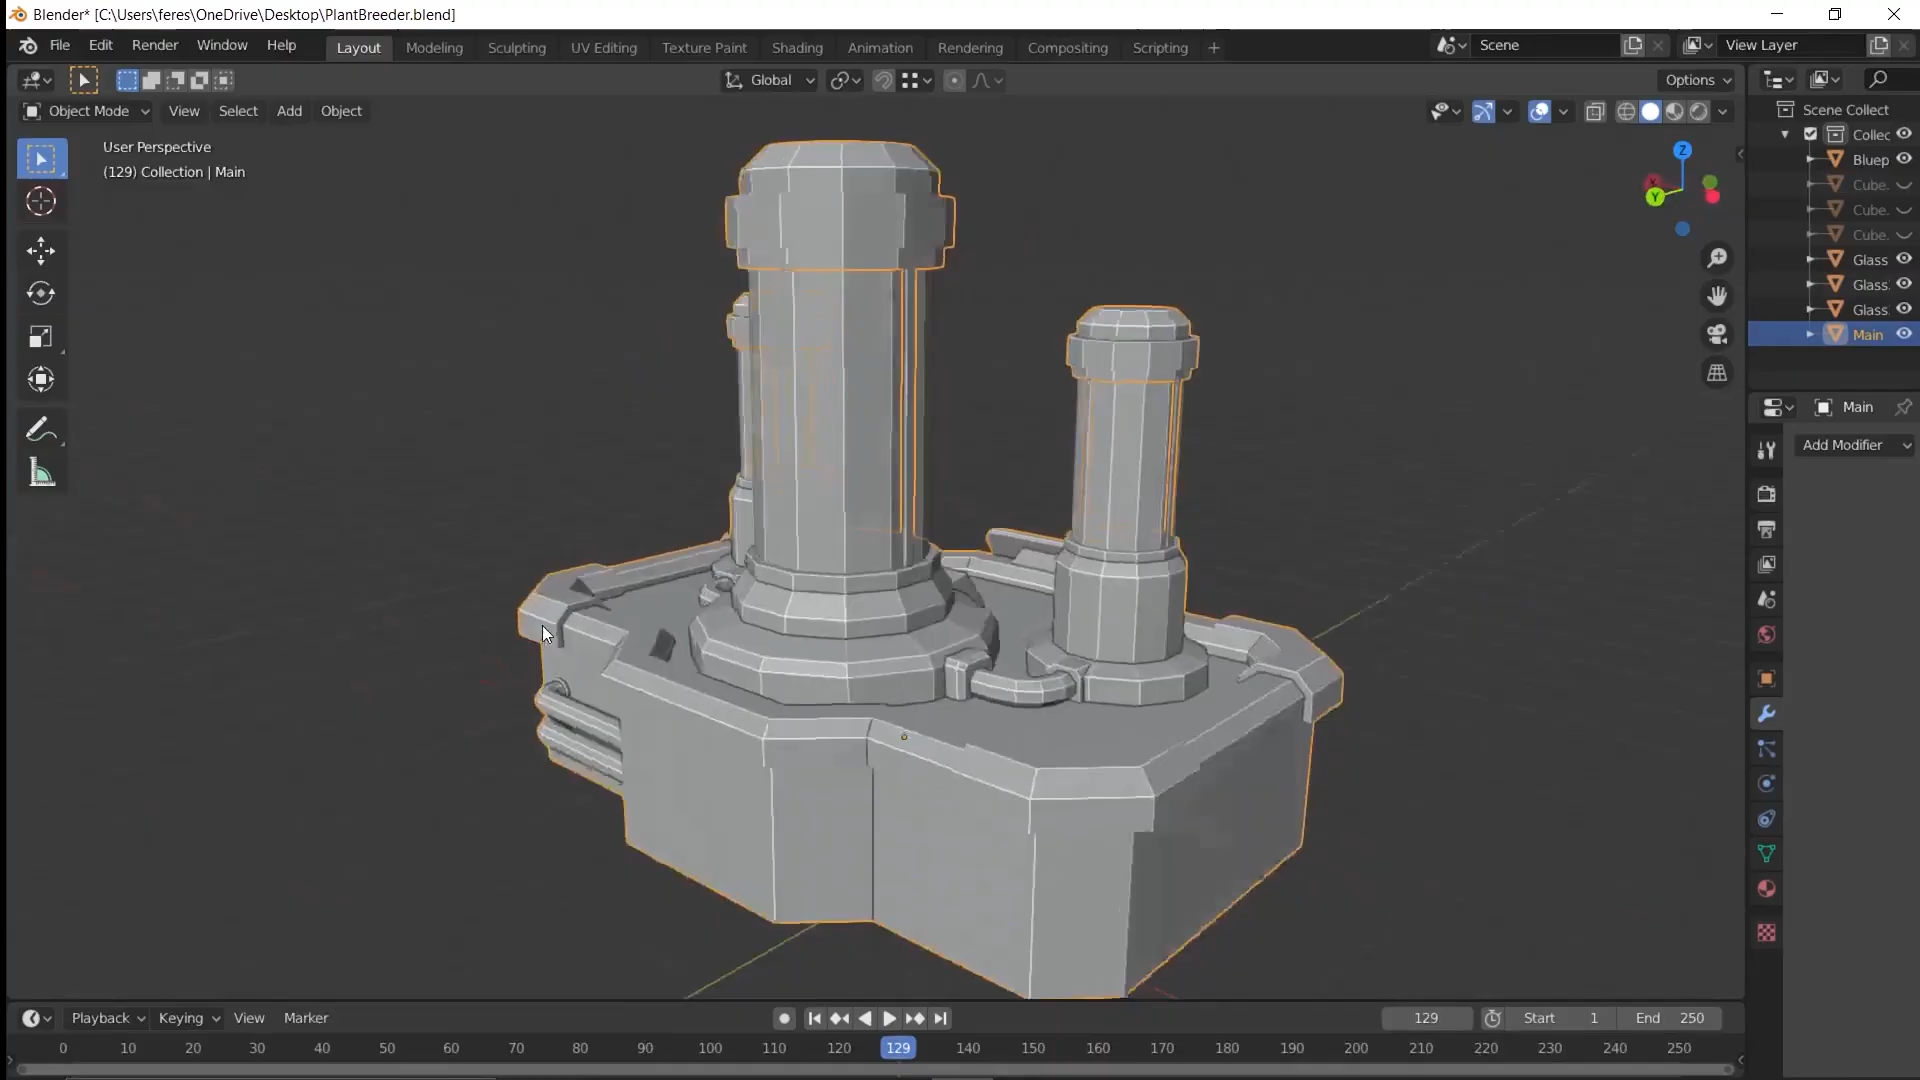 Blender* [C:\Users\feres\OneDrive\Desktop\PlantBreeder.blend]
File Edit Render Window Help Layout Modeling Sculpting UV Editing Texture Paint Shading Animation Rendering Compositing Scripting + Scene View Layer
Global Options
Object Mode View Select Add Object
Scene Collect
User Perspective
(129) Collection | Main
Collec
Bluep
Cube.
Cube.
Cube.
Glass
Glass.
Glass.
Main
Z
X
Y
Main
Add Modifier
Playback Keying View Marker 129 Start 1 End 250
0 10 20 30 40 50 60 70 80 90 100 110 120 129 140 150 160 170 180 190 200 210 220 230 240 250